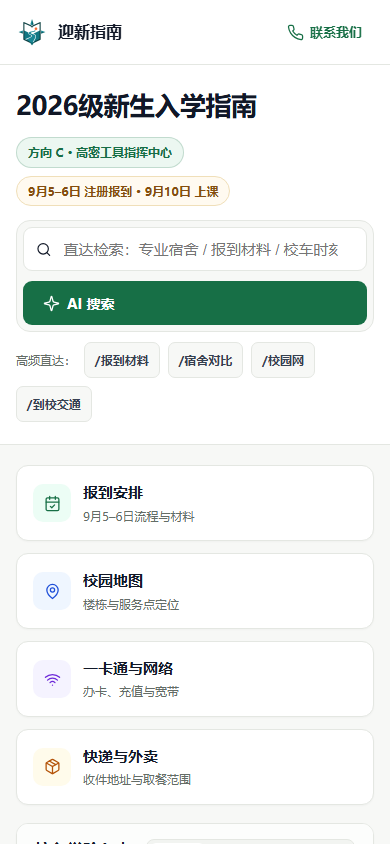 迎新指南
联系我们
2026级新生入学指南
方向 C • 高密工具指挥中心
9月5–6日 注册报到 • 9月10日 上课
直达检索：专业宿舍 / 报到材料 / 校车时刻
AI 搜索
高频直达：
/报到材料
/宿舍对比
/校园网
/到校交通
报到安排
9月5–6日流程与材料
校园地图
楼栋与服务点定位
一卡通与网络
办卡、充值与宽带
快递与外卖
收件地址与取餐范围